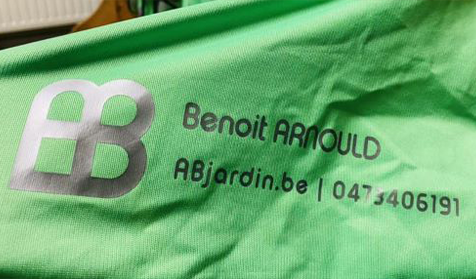 AB
Benoit ARNOULD
ABjardin.be | 0473406191